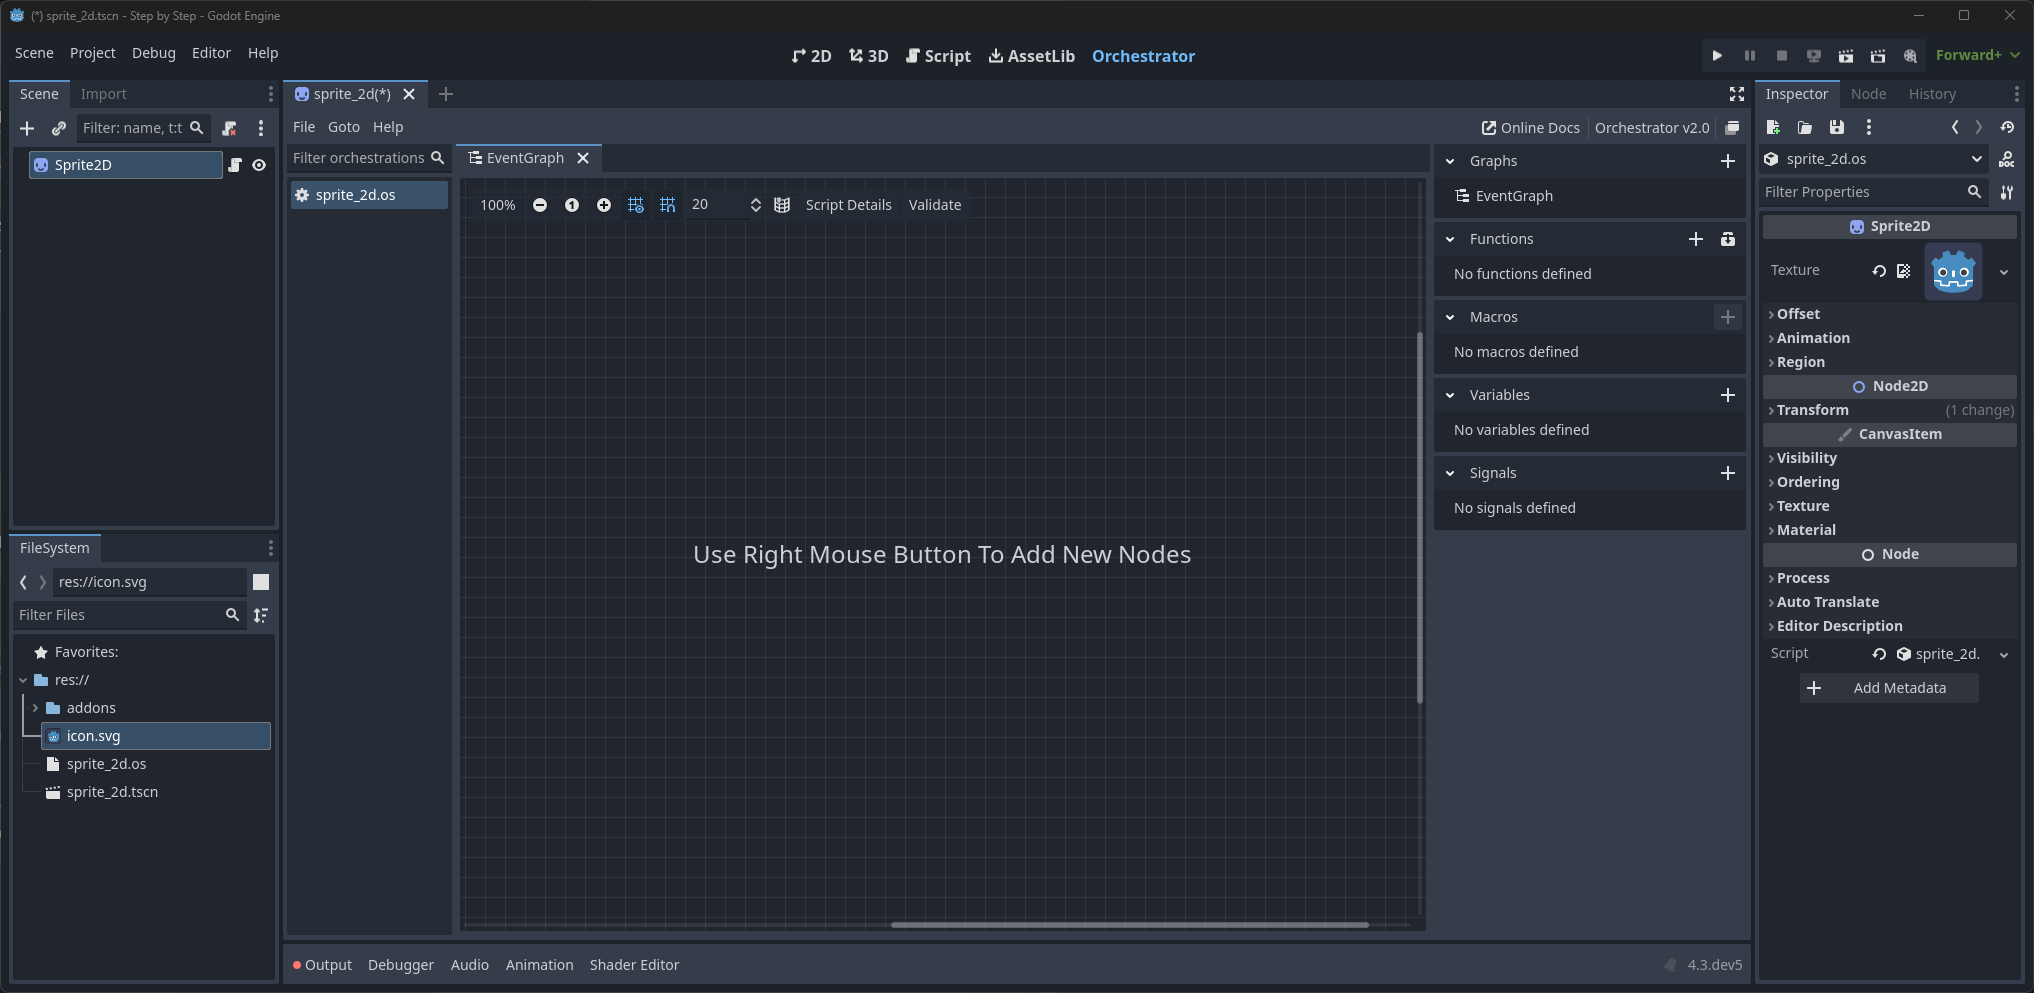 (*) sprite_2d.tscn - Step by Step - Godot Engine
Scene Project Debug Editor Help
2D 3D Script AssetLib Orchestrator
Forward+
Scene Import
Filter: name, t:t
Sprite2D
FileSystem
res://icon.svg
Filter Files
Favorites:
res://
addons
icon.svg
sprite_2d.os
sprite_2d.tscn
sprite_2d(*)
File Goto Help
Online Docs Orchestrator v2.0
Filter orchestrations
sprite_2d.os
EventGraph
100% 1 20 Script Details Validate
Use Right Mouse Button To Add New Nodes
Graphs
EventGraph
Functions
No functions defined
Macros
No macros defined
Variables
No variables defined
Signals
No signals defined
Output Debugger Audio Animation Shader Editor
4.3.dev5
Inspector Node History
sprite_2d.os
DOC
Filter Properties
Sprite2D
Texture
Offset
Animation
Region
Node2D
Transform (1 change)
CanvasItem
Visibility
Ordering
Texture
Material
Node
Process
Auto Translate
Editor Description
Script sprite_2d.
Add Metadata